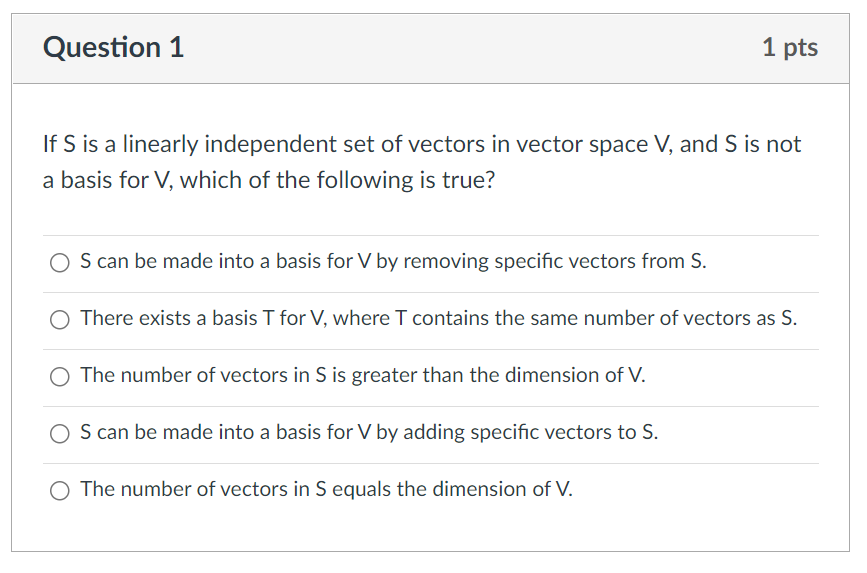 Question 1
1 pts
If S is a linearly independent set of vectors in vector space V, and S is not
a basis for V, which of the following is true?
S can be made into a basis for V by removing specific vectors from S.
There exists a basis T for V, where T contains the same number of vectors as S.
The number of vectors in S is greater than the dimension of V.
S can be made into a basis for V by adding specific vectors to S.
The number of vectors in S equals the dimension of V.